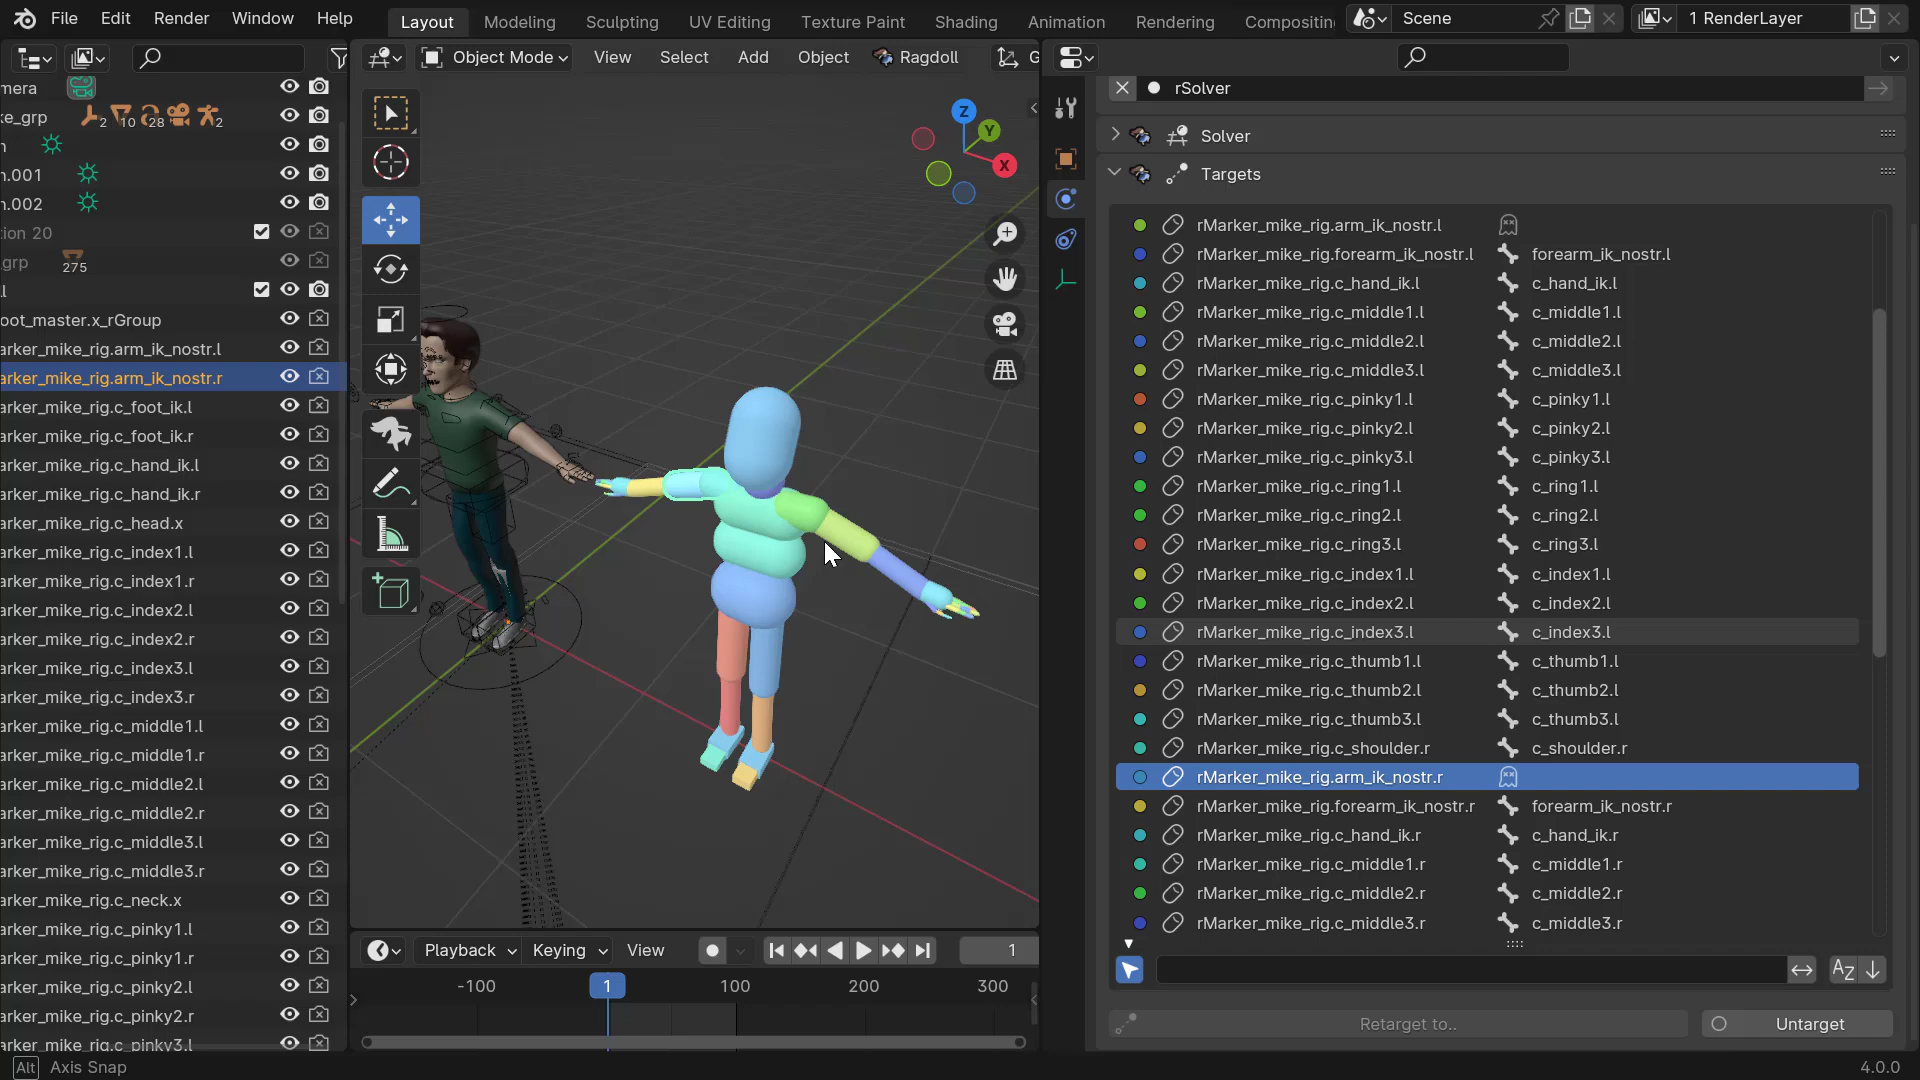 File Edit Render Window Help Layout Modeling Sculpting UV Editing Texture Paint Shading Animation Rendering Compositin Scene 1 RenderLayer
Object Mode View Select Add Object Ragdoll G
mera
ke_grp 2 10 28 2
n
n.001
n.002
tion 20
grp 275
l
oot_master.x_rGroup
arker_mike_rig.arm_ik_nostr.l
arker_mike_rig.arm_ik_nostr.r
arker_mike_rig.c_foot_ik.l
arker_mike_rig.c_foot_ik.r
arker_mike_rig.c_hand_ik.l
arker_mike_rig.c_hand_ik.r
arker_mike_rig.c_head.x
arker_mike_rig.c_index1.l
arker_mike_rig.c_index1.r
arker_mike_rig.c_index2.l
arker_mike_rig.c_index2.r
arker_mike_rig.c_index3.l
arker_mike_rig.c_index3.r
arker_mike_rig.c_middle1.l
arker_mike_rig.c_middle1.r
arker_mike_rig.c_middle2.l
arker_mike_rig.c_middle2.r
arker_mike_rig.c_middle3.l
arker_mike_rig.c_middle3.r
arker_mike_rig.c_neck.x
arker_mike_rig.c_pinky1.l
arker_mike_rig.c_pinky1.r
arker_mike_rig.c_pinky2.l
arker_mike_rig.c_pinky2.r
arker_mike_rig.c_pinky3.l
Z
Y
X
Playback Keying View 1
-100 1 100 200 300
rSolver
Solver
Targets
rMarker_mike_rig.arm_ik_nostr.l
rMarker_mike_rig.forearm_ik_nostr.l forearm_ik_nostr.l
rMarker_mike_rig.c_hand_ik.l c_hand_ik.l
rMarker_mike_rig.c_middle1.l c_middle1.l
rMarker_mike_rig.c_middle2.l c_middle2.l
rMarker_mike_rig.c_middle3.l c_middle3.l
rMarker_mike_rig.c_pinky1.l c_pinky1.l
rMarker_mike_rig.c_pinky2.l c_pinky2.l
rMarker_mike_rig.c_pinky3.l c_pinky3.l
rMarker_mike_rig.c_ring1.l c_ring1.l
rMarker_mike_rig.c_ring2.l c_ring2.l
rMarker_mike_rig.c_ring3.l c_ring3.l
rMarker_mike_rig.c_index1.l c_index1.l
rMarker_mike_rig.c_index2.l c_index2.l
rMarker_mike_rig.c_index3.l c_index3.l
rMarker_mike_rig.c_thumb1.l c_thumb1.l
rMarker_mike_rig.c_thumb2.l c_thumb2.l
rMarker_mike_rig.c_thumb3.l c_thumb3.l
rMarker_mike_rig.c_shoulder.r c_shoulder.r
rMarker_mike_rig.arm_ik_nostr.r
rMarker_mike_rig.forearm_ik_nostr.r forearm_ik_nostr.r
rMarker_mike_rig.c_hand_ik.r c_hand_ik.r
rMarker_mike_rig.c_middle1.r c_middle1.r
rMarker_mike_rig.c_middle2.r c_middle2.r
rMarker_mike_rig.c_middle3.r c_middle3.r
AZ
Retarget to.. Untarget
Alt Axis Snap 4.0.0